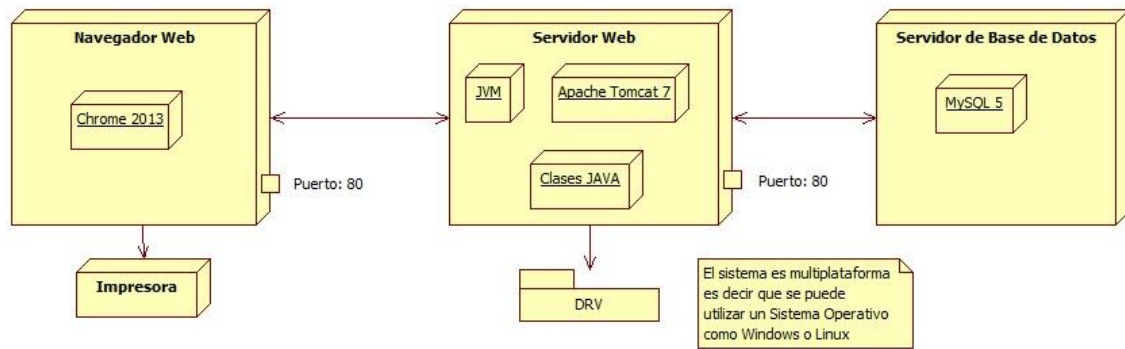 Navegador Web
Chrome 2013
Puerto: 80
Impresora
Servidor Web
JVM
Apache Tomcat 7
Clases JAVA
Puerto: 80
DRV
Servidor de Base de Datos
MySQL 5
El sistema es multiplataforma
es decir que se puede
utilizar un Sistema Operativo
como Windows o Linux